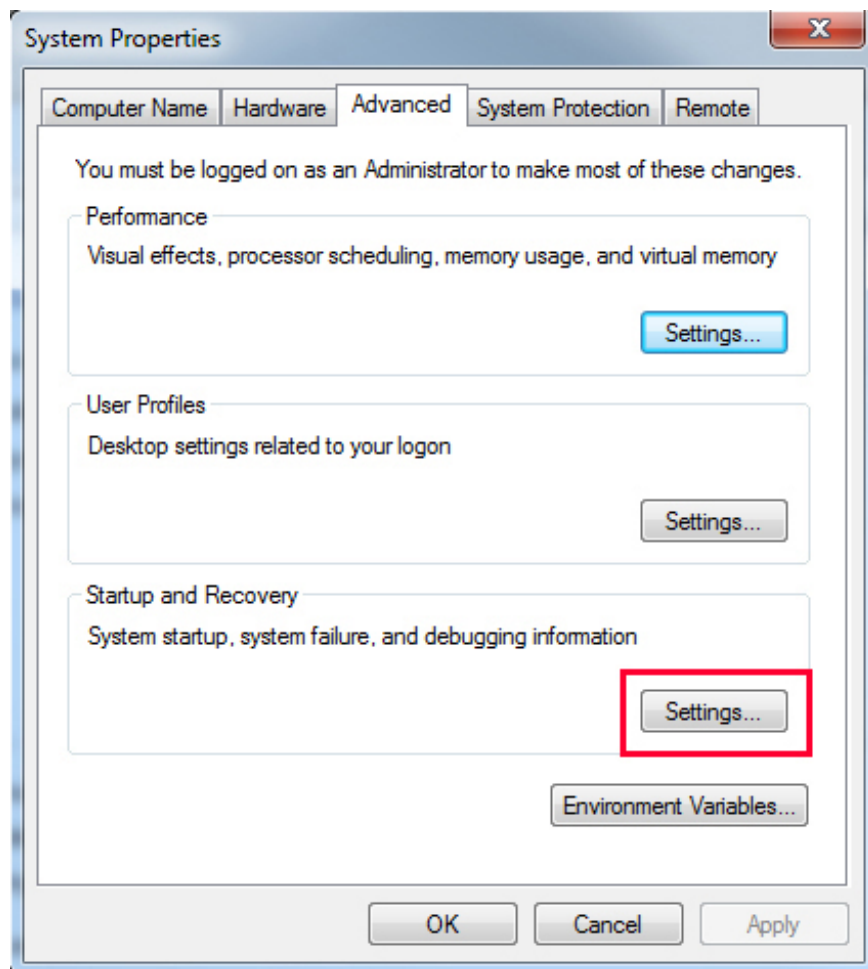 System Properties
Computer Name Hardware Advanced System Protection Remote
You must be logged on as an Administrator to make most of these changes.
Performance
Visual effects, processor scheduling, memory usage, and virtual memory
Settings...
User Profiles
Desktop settings related to your logon
Settings...
Startup and Recovery
System startup, system failure, and debugging information
Settings...
Environment Variables...
OK Cancel Apply